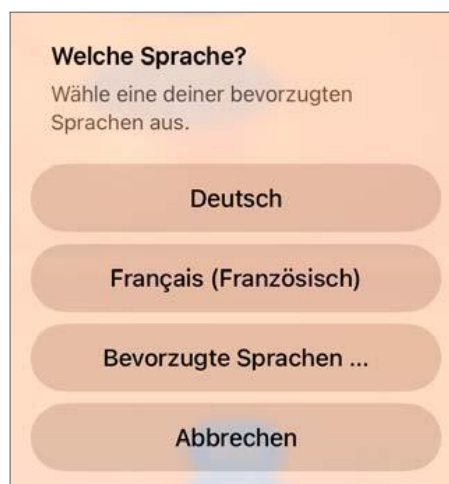 Welche Sprache?
Wähle eine deiner bevorzugten
Sprachen aus.
Deutsch
Français (Französisch)
Bevorzugte Sprachen ...
Abbrechen